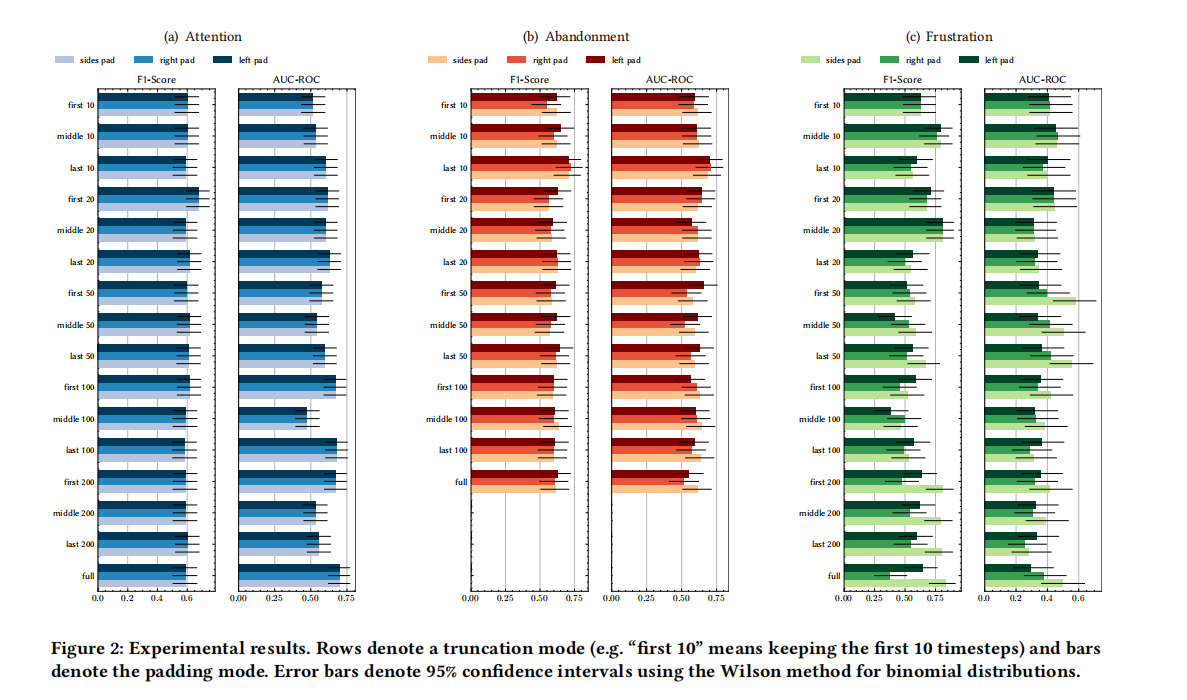 (a) Attention
(b) Abandonment
(c) Frustration
sides pad right pad left pad
sides pad right pad left pad
sides pad right pad left pad
F1-Score AUC-ROC
F1-Score AUC-ROC
F1-Score AUC-ROC
first 10
middle 10
last 10
first 20
middle 20
last 20
first 50
middle 50
last 50
first 100
middle 100
last 100
first 200
middle 200
last 200
full
0.0 0.2 0.4 0.6
0.00 0.25 0.50 0.75
first 10
middle 10
last 10
first 20
middle 20
last 20
first 50
middle 50
last 50
first 100
middle 100
last 100
full
0.00 0.25 0.50 0.75
0.00 0.25 0.50 0.75
first 10
middle 10
last 10
first 20
middle 20
last 20
first 50
middle 50
last 50
first 100
middle 100
last 100
first 200
middle 200
last 200
full
0.00 0.25 0.50 0.75
0.0 0.2 0.4 0.6
Figure 2: Experimental results. Rows denote a truncation mode (e.g. “first 10” means keeping the first 10 timesteps) and bars
denote the padding mode. Error bars denote 95% confidence intervals using the Wilson method for binomial distributions.